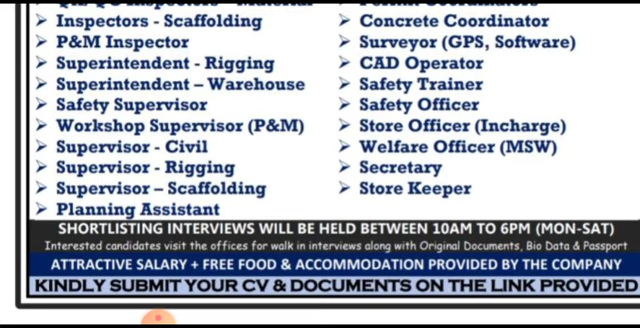 Inspectors - Scaffolding
P&M Inspector
Superintendent - Rigging
Superintendent – Warehouse
Safety Supervisor
Workshop Supervisor (P&M)
Supervisor - Civil
Supervisor - Rigging
Supervisor – Scaffolding
Planning Assistant
Concrete Coordinator
Surveyor (GPS, Software)
CAD Operator
Safety Trainer
Safety Officer
Store Officer (Incharge)
Welfare Officer (MSW)
Secretary
Store Keeper
SHORTLISTING INTERVIEWS WILL BE HELD BETWEEN 10AM TO 6PM (MON-SAT)
Interested candidates visit the offices for walk in interviews along with Original Documents, Bio Data & Passport
ATTRACTIVE SALARY + FREE FOOD & ACCOMMODATION PROVIDED BY THE COMPANY
KINDLY SUBMIT YOUR CV & DOCUMENTS ON THE LINK PROVIDED